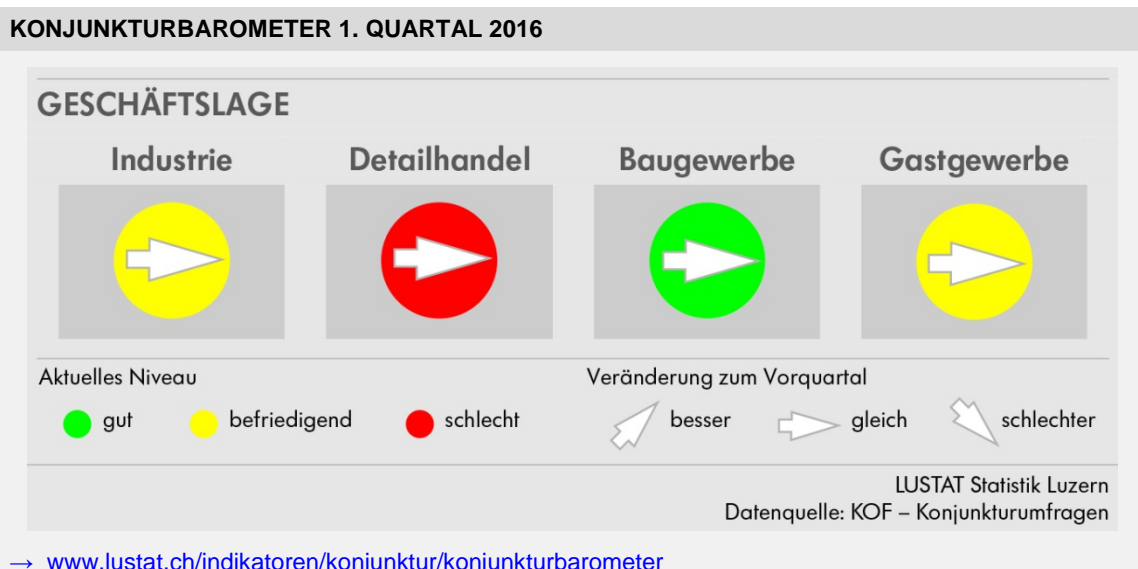 KONJUNKTURBAROMETER 1. QUARTAL 2016
GESCHÄFTSLAGE
Industrie Detailhandel Baugewerbe Gastgewerbe
Aktuelles Niveau Veränderung zum Vorquartal
gut befriedigend schlecht besser gleich schlechter
LUSTAT Statistik Luzern
Datenquelle: KOF – Konjunkturumfragen
→ www.lustat.ch/indikatoren/konjunktur/konjunkturbarometer